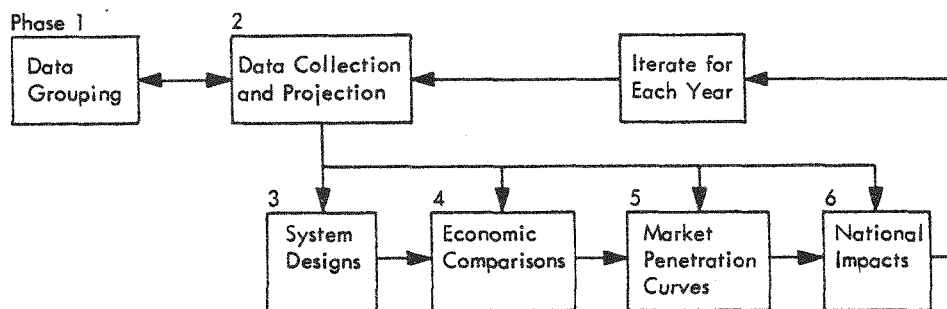 Phase 1
2
Data
Grouping
Data Collection
and Projection
Iterate for
Each Year
3
4
5
6
System
Designs
Economic
Comparisons
Market
Penetration
Curves
National
Impacts